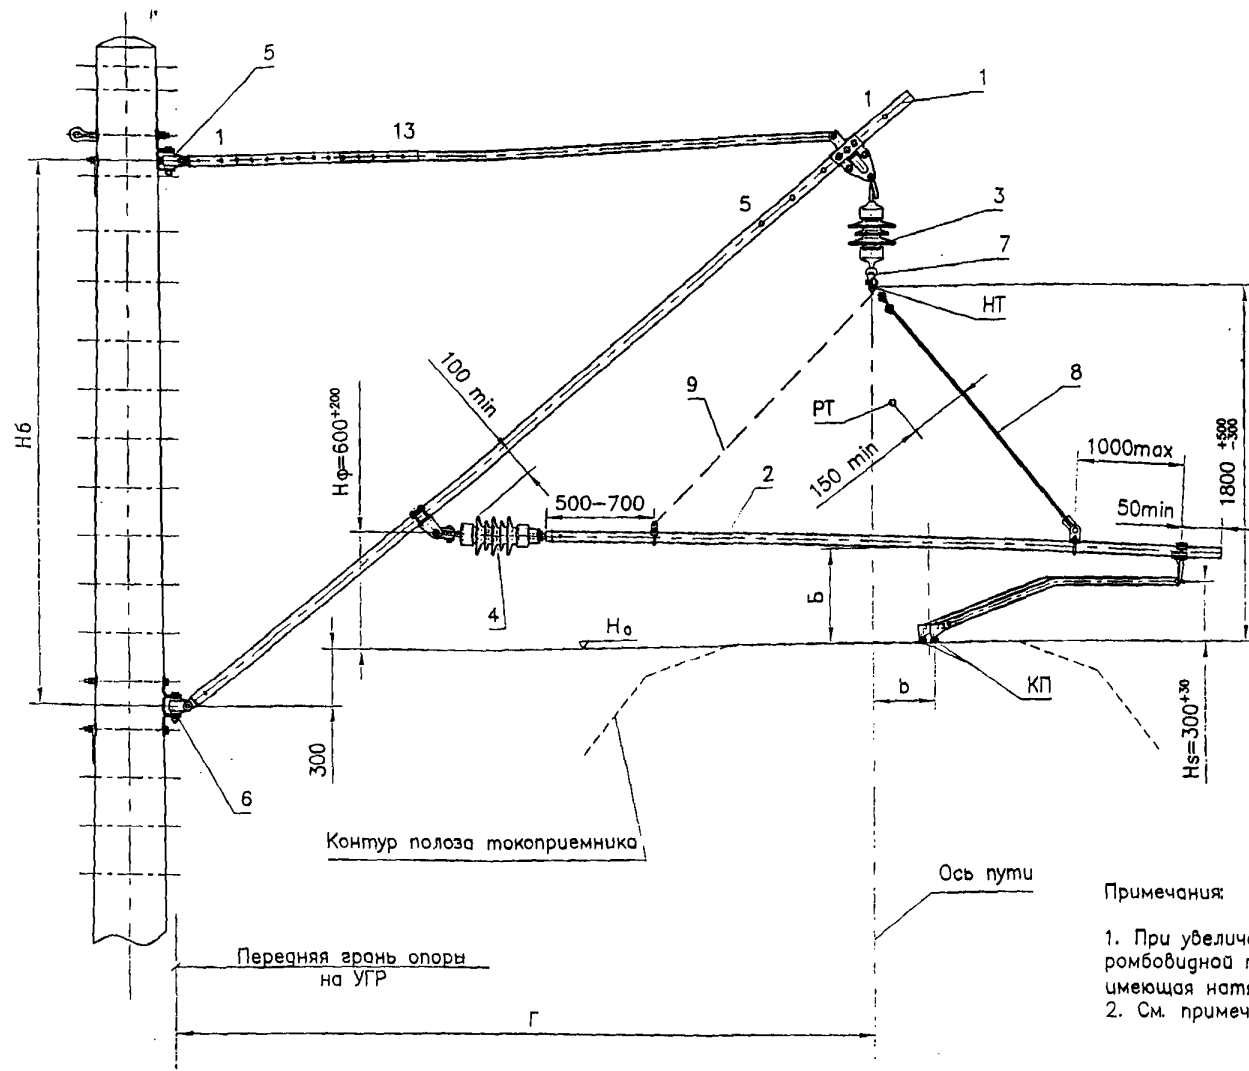 5
1
1
1
13
5
3
7
НТ
Нб
100 min
Нф=600+200
9
РТ
8
150 min
1000max
1800 +500 -300
500-700
2
50min
4
Б
Но
b
КП
Hs=300+30
300
6
Контур полоза токоприемника
Ось пути
Передняя грань опоры
на УГР
Г
Примечания:
1. При увелич
ромбовидной
имеющая
2. См. примеч